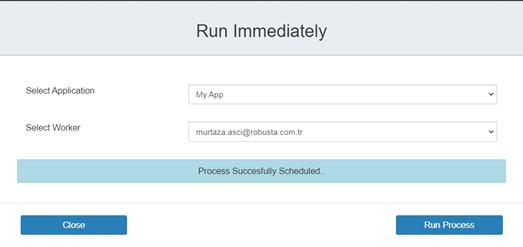 Run Immediately
Select Application
My App
Select Worker
murtaza.asci@robusta.com.tr
Process Succesfully Scheduled..
Close
Run Process